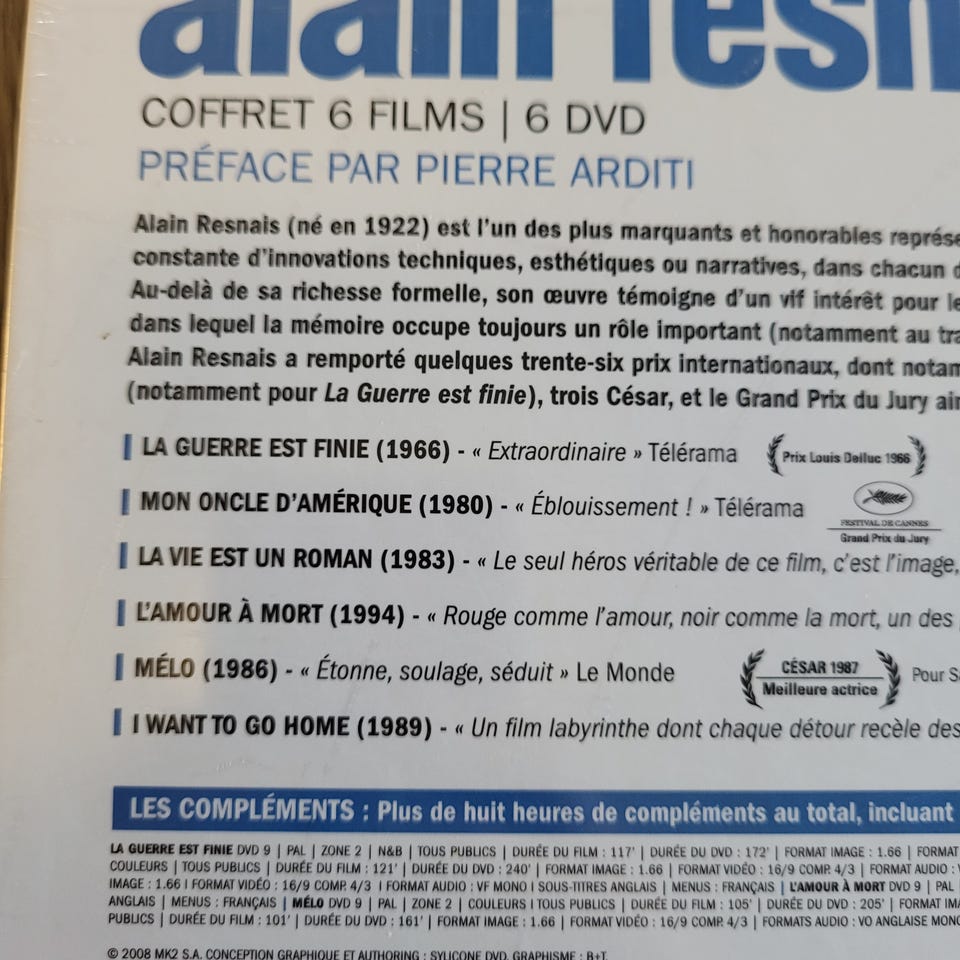 alain resn
COFFRET 6 FILMS | 6 DVD
PRÉFACE PAR PIERRE ARDITI
Alain Resnais (né en 1922) est l'un des plus marquants et honorables représe
constante d'innovations techniques, esthétiques ou narratives, dans chacun d
Au-delà de sa richesse formelle, son œuvre témoigne d'un vif intérêt pour le
dans lequel la mémoire occupe toujours un rôle important (notamment au tra
Alain Resnais a remporté quelques trente-six prix internationaux, dont notam
(notamment pour La Guerre est finie), trois César, et le Grand Prix du Jury ain
LA GUERRE EST FINIE (1966) - « Extraordinaire » Télérama Prix Louis Delluc 1966
MON ONCLE D'AMÉRIQUE (1980) - « Éblouissement ! » Télérama
FESTIVAL DE CANNES
Grand Prix du Jury
LA VIE EST UN ROMAN (1983) - « Le seul héros véritable de ce film, c'est l'image,
L'AMOUR À MORT (1994) - « Rouge comme l'amour, noir comme la mort, un des
MÉLO (1986) - « Étonne, soulage, séduit » Le Monde CÉSAR 1987 Pour S
Meilleure actrice
I WANT TO GO HOME (1989) - « Un film labyrinthe dont chaque détour recèle des
LES COMPLÉMENTS : Plus de huit heures de compléments au total, incluant
LA GUERRE EST FINIE DVD 9 | PAL | ZONE 2 | N&B | TOUS PUBLICS | DURÉE DU FILM : 117' | DURÉE DU DVD : 172' | FORMAT IMAGE : 1.66 | FORMAT
COULEURS | TOUS PUBLICS | DURÉE DU FILM : 121' | DURÉE DU DVD : 240' | FORMAT IMAGE : 1.66 | FORMAT VIDÉO : 16/9 COMP. 4/3 | FORMAT AUDIO : V
IMAGE : 1.66 | FORMAT VIDÉO : 16/9 COMP. 4/3 | FORMAT AUDIO : VF MONO | SOUS-TITRES ANGLAIS | MENUS : FRANÇAIS | L'AMOUR À MORT DVD 9 | PAL
ANGLAIS | MENUS : FRANÇAIS | MÉLO DVD 9 | PAL | ZONE 2 | COULEURS | TOUS PUBLICS | DURÉE DU FILM : 105' | DURÉE DU DVD : 205' | FORMAT IMA
PUBLICS | DURÉE DU FILM : 101' | DURÉE DU DVD : 161' | FORMAT IMAGE : 1.66 | FORMAT VIDÉO : 16/9 COMP. 4/3 | FORMATS AUDIO : VO ANGLAISE MONO
© 2008 MK2 S.A. CONCEPTION GRAPHIQUE ET AUTHORING : SYLICONE DVD. GRAPHISME : B+T.